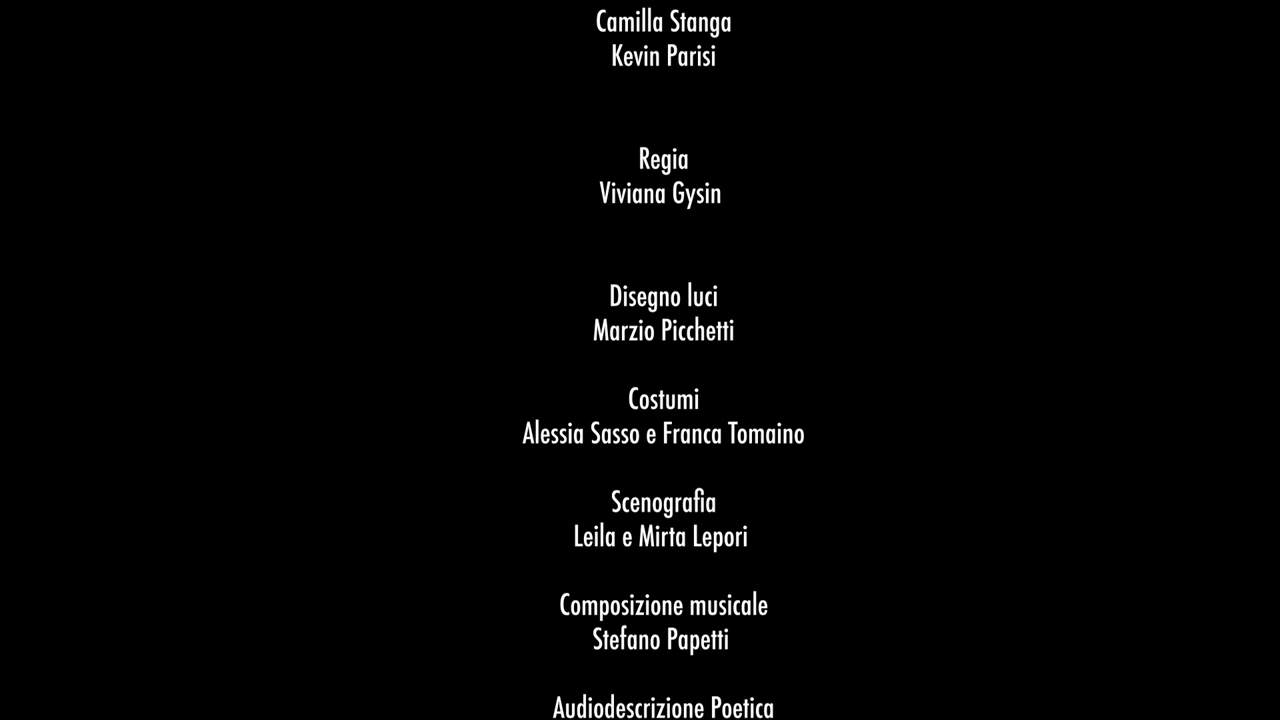 Camilla Stanga
Kevin Parisi
Regia
Viviana Gysin
Disegno luci
Marzio Picchetti
Costumi
Alessia Sasso e Franca Tomaino
Scenografia
Leila e Mirta Lepori
Composizione musicale
Stefano Papetti
Audiodescrizione Poetica